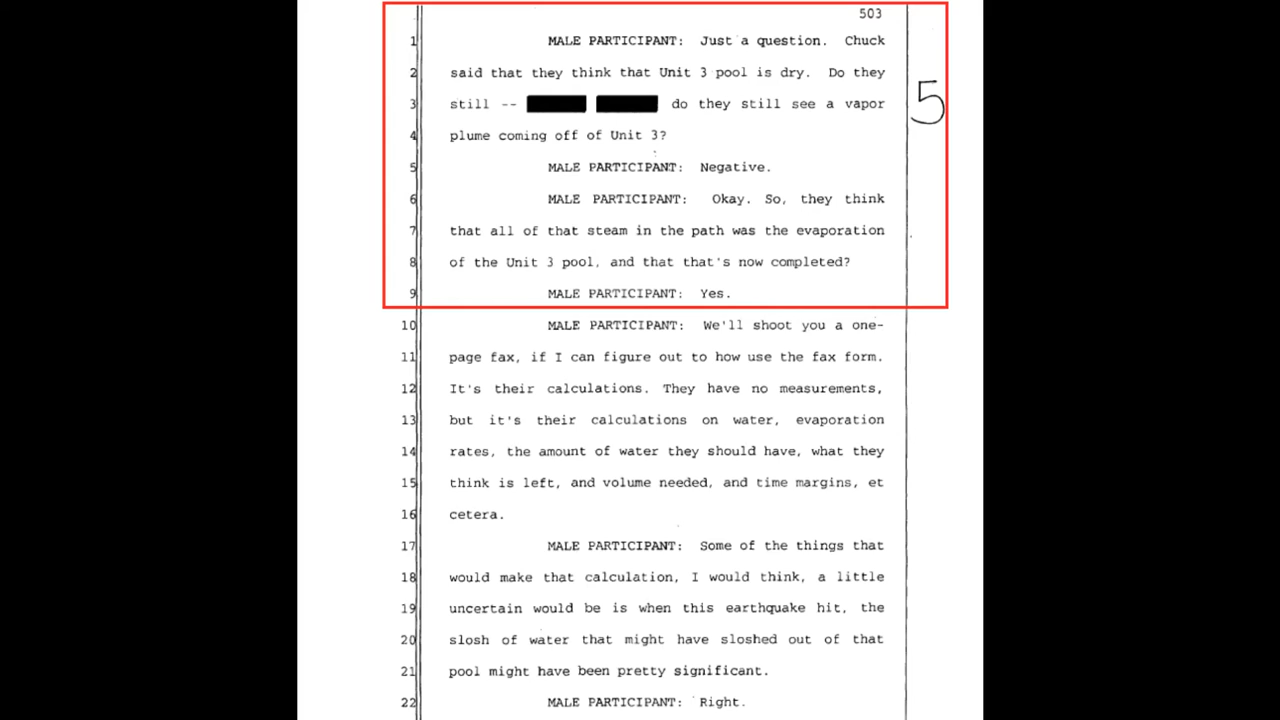 503
1 MALE PARTICIPANT: Just a question. Chuck
2 said that they think that Unit 3 pool is dry. Do they
3 still -- do they still see a vapor
4 plume coming off of Unit 3?
5 MALE PARTICIPANT: Negative.
6 MALE PARTICIPANT: Okay. So, they think
7 that all of that steam in the path was the evaporation
8 of the Unit 3 pool, and that that's now completed?
9 MALE PARTICIPANT: Yes.
10 MALE PARTICIPANT: We'll shoot you a one-
11 page fax, if I can figure out to how use the fax form.
12 It's their calculations. They have no measurements,
13 but it's their calculations on water, evaporation
14 rates, the amount of water they should have, what they
15 think is left, and volume needed, and time margins, et
16 cetera.
17 MALE PARTICIPANT: Some of the things that
18 would make that calculation, I would think, a little
19 uncertain would be is when this earthquake hit, the
20 slosh of water that might have sloshed out of that
21 pool might have been pretty significant.
22 MALE PARTICIPANT: Right.
5